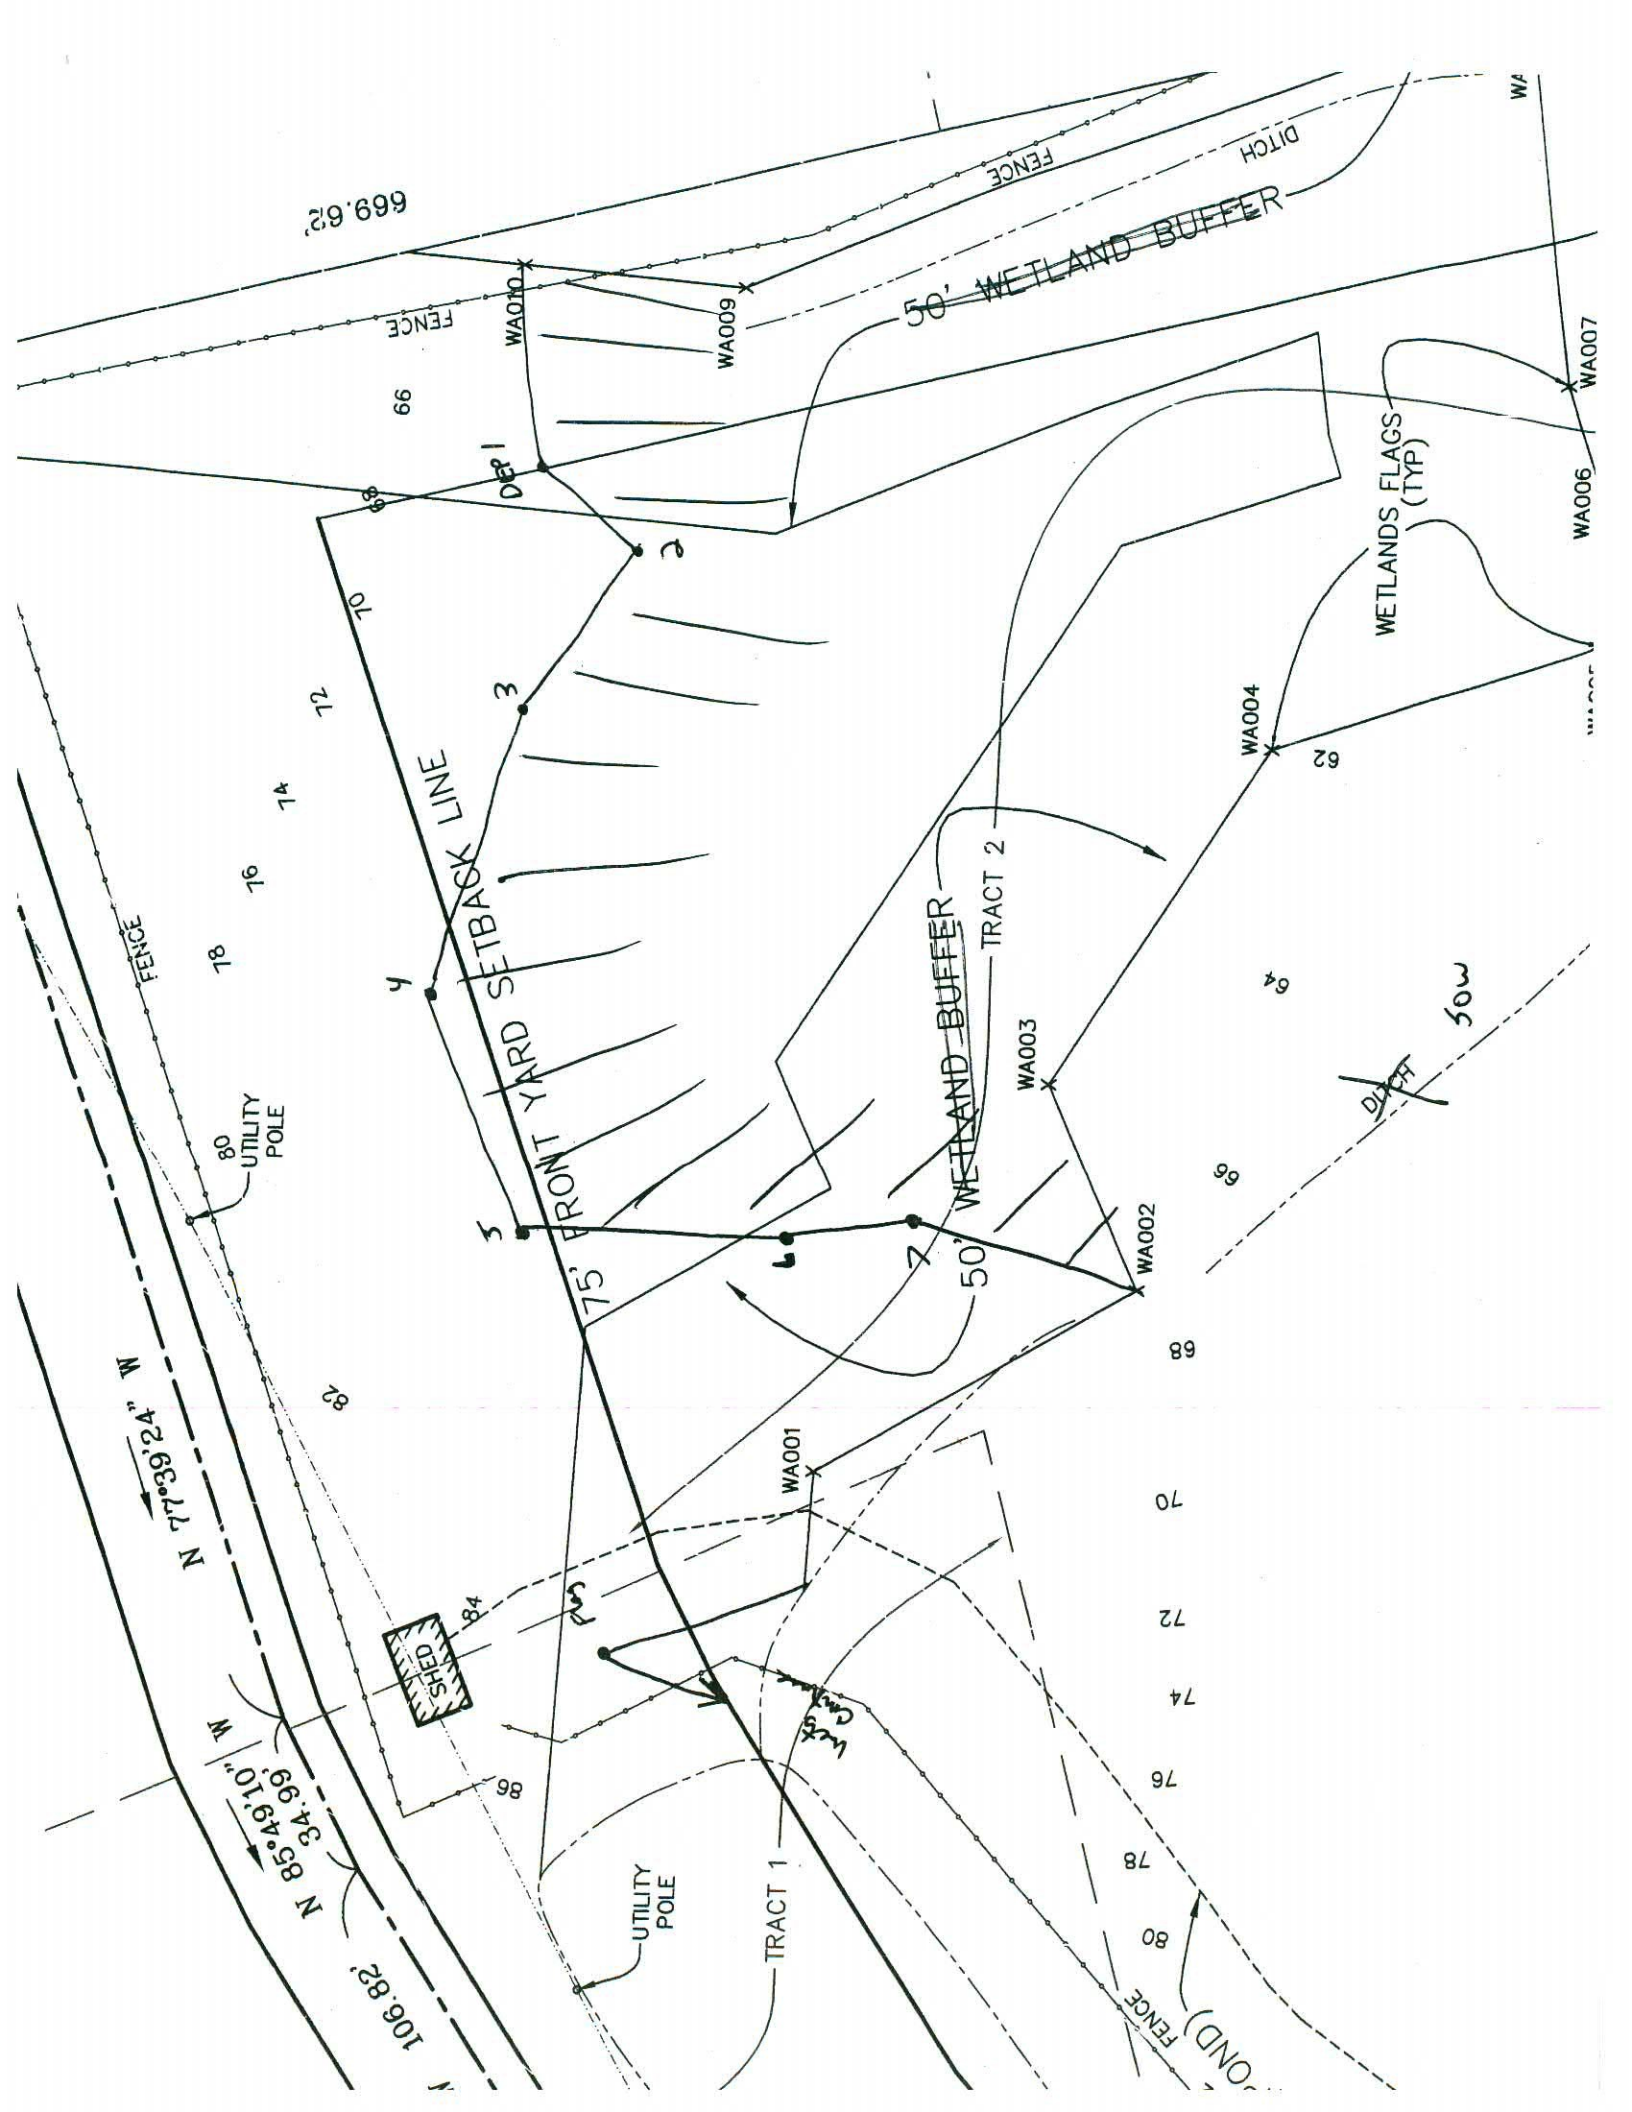 669.62'
FENCE
DITCH
WA
50' WETLAND BUFFER
WA010
FENCE
WA009
66
DEP 1
68
2
70
72
3
WETLANDS FLAGS
(TYP)
WA007
WA006
74
WA004
62
75' FRONT YARD SETBACK LINE
76
TRACT 2
78
FENCE
4
64
50'
WETLAND BUFFER
WA003
DITCH
80
UTILITY
POLE
66
5
6
7
WA002
68
82
N 77°39'24" W
WA001
70
84
SHED
72
74
N 85°49'10" W
34.99'
86
76
78
TRACT 1
UTILITY
POLE
80
106.82'
FENCE
OND)
N